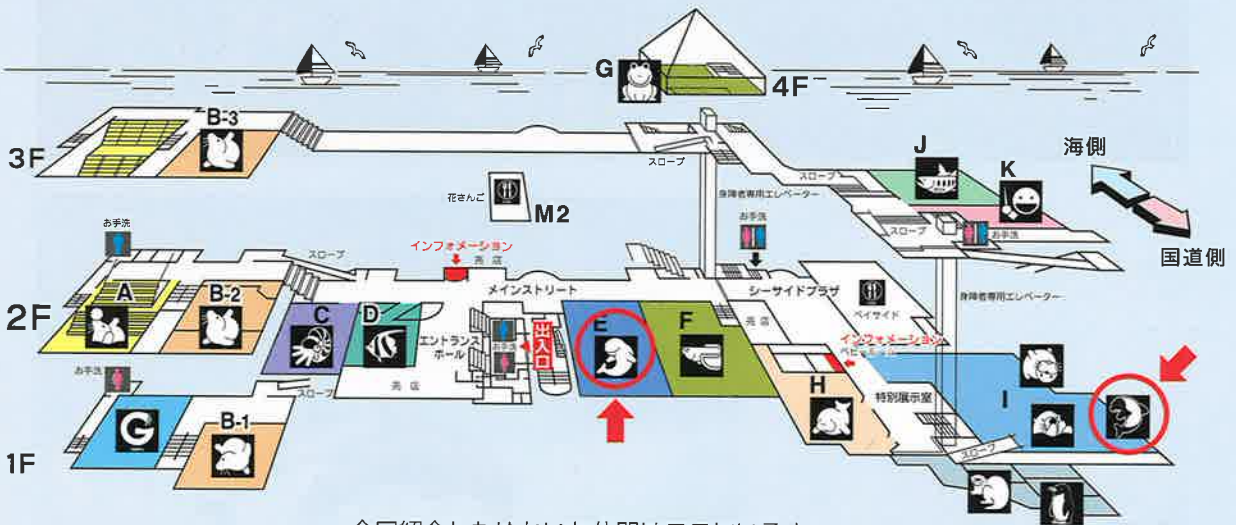 G
4F
B-3
3F
スロープ
スロープ
J
K
海側
国道側
花さんご
M2
身障者専用エレベーター
お手洗
スロープ
お手洗
お手洗
スロープ
インフォメーション
売店
メインストリート
シーサイドプラザ
ベイサイド
身障者専用エレベーター
2F
A
B-2
C
D
エントランス
ホール
お手洗
出入口
E
F
売店
インフォメーション
お手洗
スロープ
売店
H
特別展示室
I
G
B-1
1F
スロープ